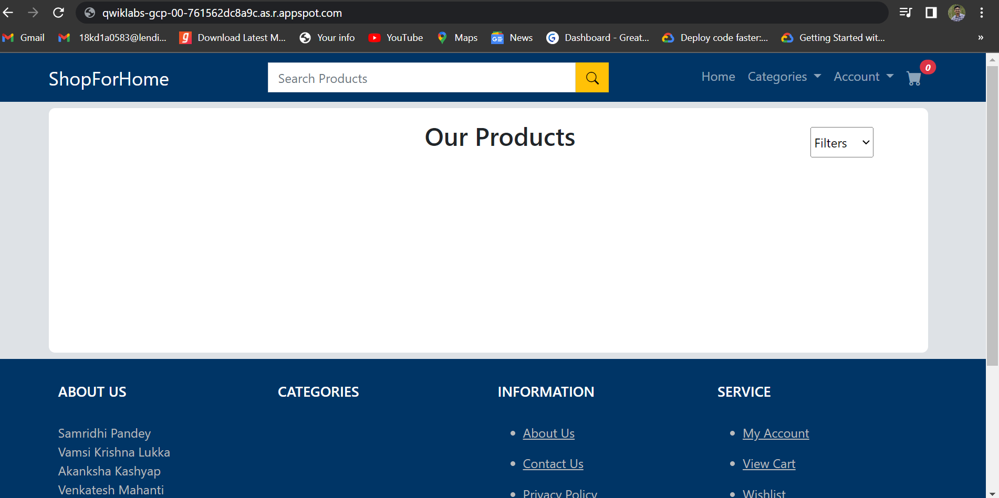 qwiklabs-gcp-00-761562dc8a9c.as.r.appspot.com
Gmail 18kd1a0583@lendi... Download Latest M... Your info YouTube Maps News Dashboard - Great... Deploy code faster:... Getting Started wit... »
ShopForHome Search Products Home Categories Account 0
Our Products Filters
ABOUT US CATEGORIES INFORMATION SERVICE
Samridhi Pandey About Us My Account
Vamsi Krishna Lukka
Akanksha Kashyap Contact Us View Cart
Venkatesh Mahanti Privacy Policy Wishlist